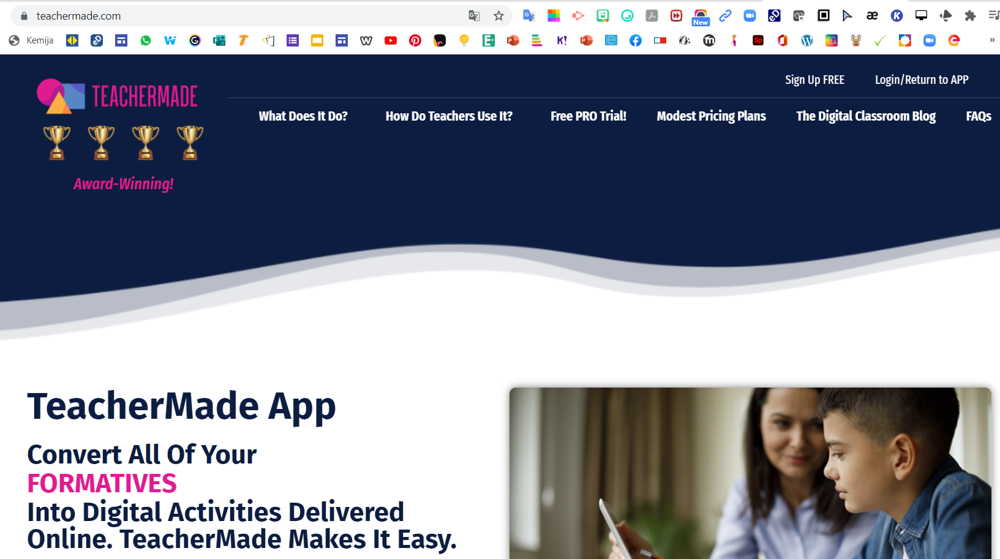 teachermade.com
New
Kemija
»
Sign Up FREE
Login/Return to APP
TEACHERMADE
What Does It Do?
How Do Teachers Use It?
Free PRO Trial!
Modest Pricing Plans
The Digital Classroom Blog
FAQs
Award-Winning!
TeacherMade App
Convert All Of Your
FORMATIVES
Into Digital Activities Delivered
Online. TeacherMade Makes It Easy.